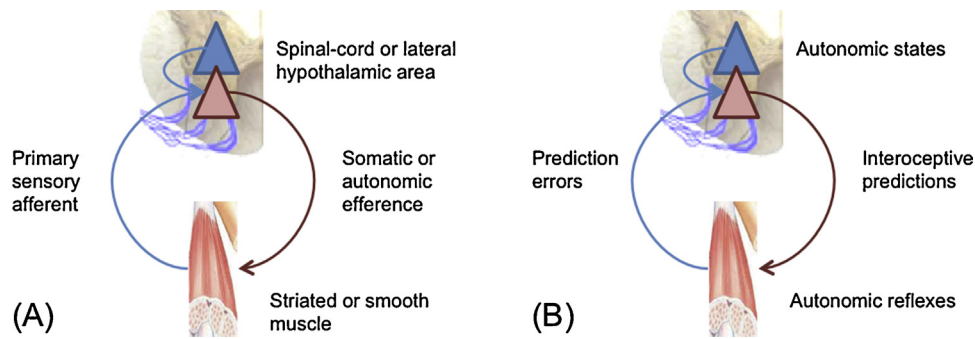 Spinal-cord or lateral
hypothalamic area
Primary
sensory
afferent
Somatic or
autonomic
efference
Striated or smooth
muscle
(A)
Autonomic states
Prediction
errors
Interoceptive
predictions
Autonomic reflexes
(B)